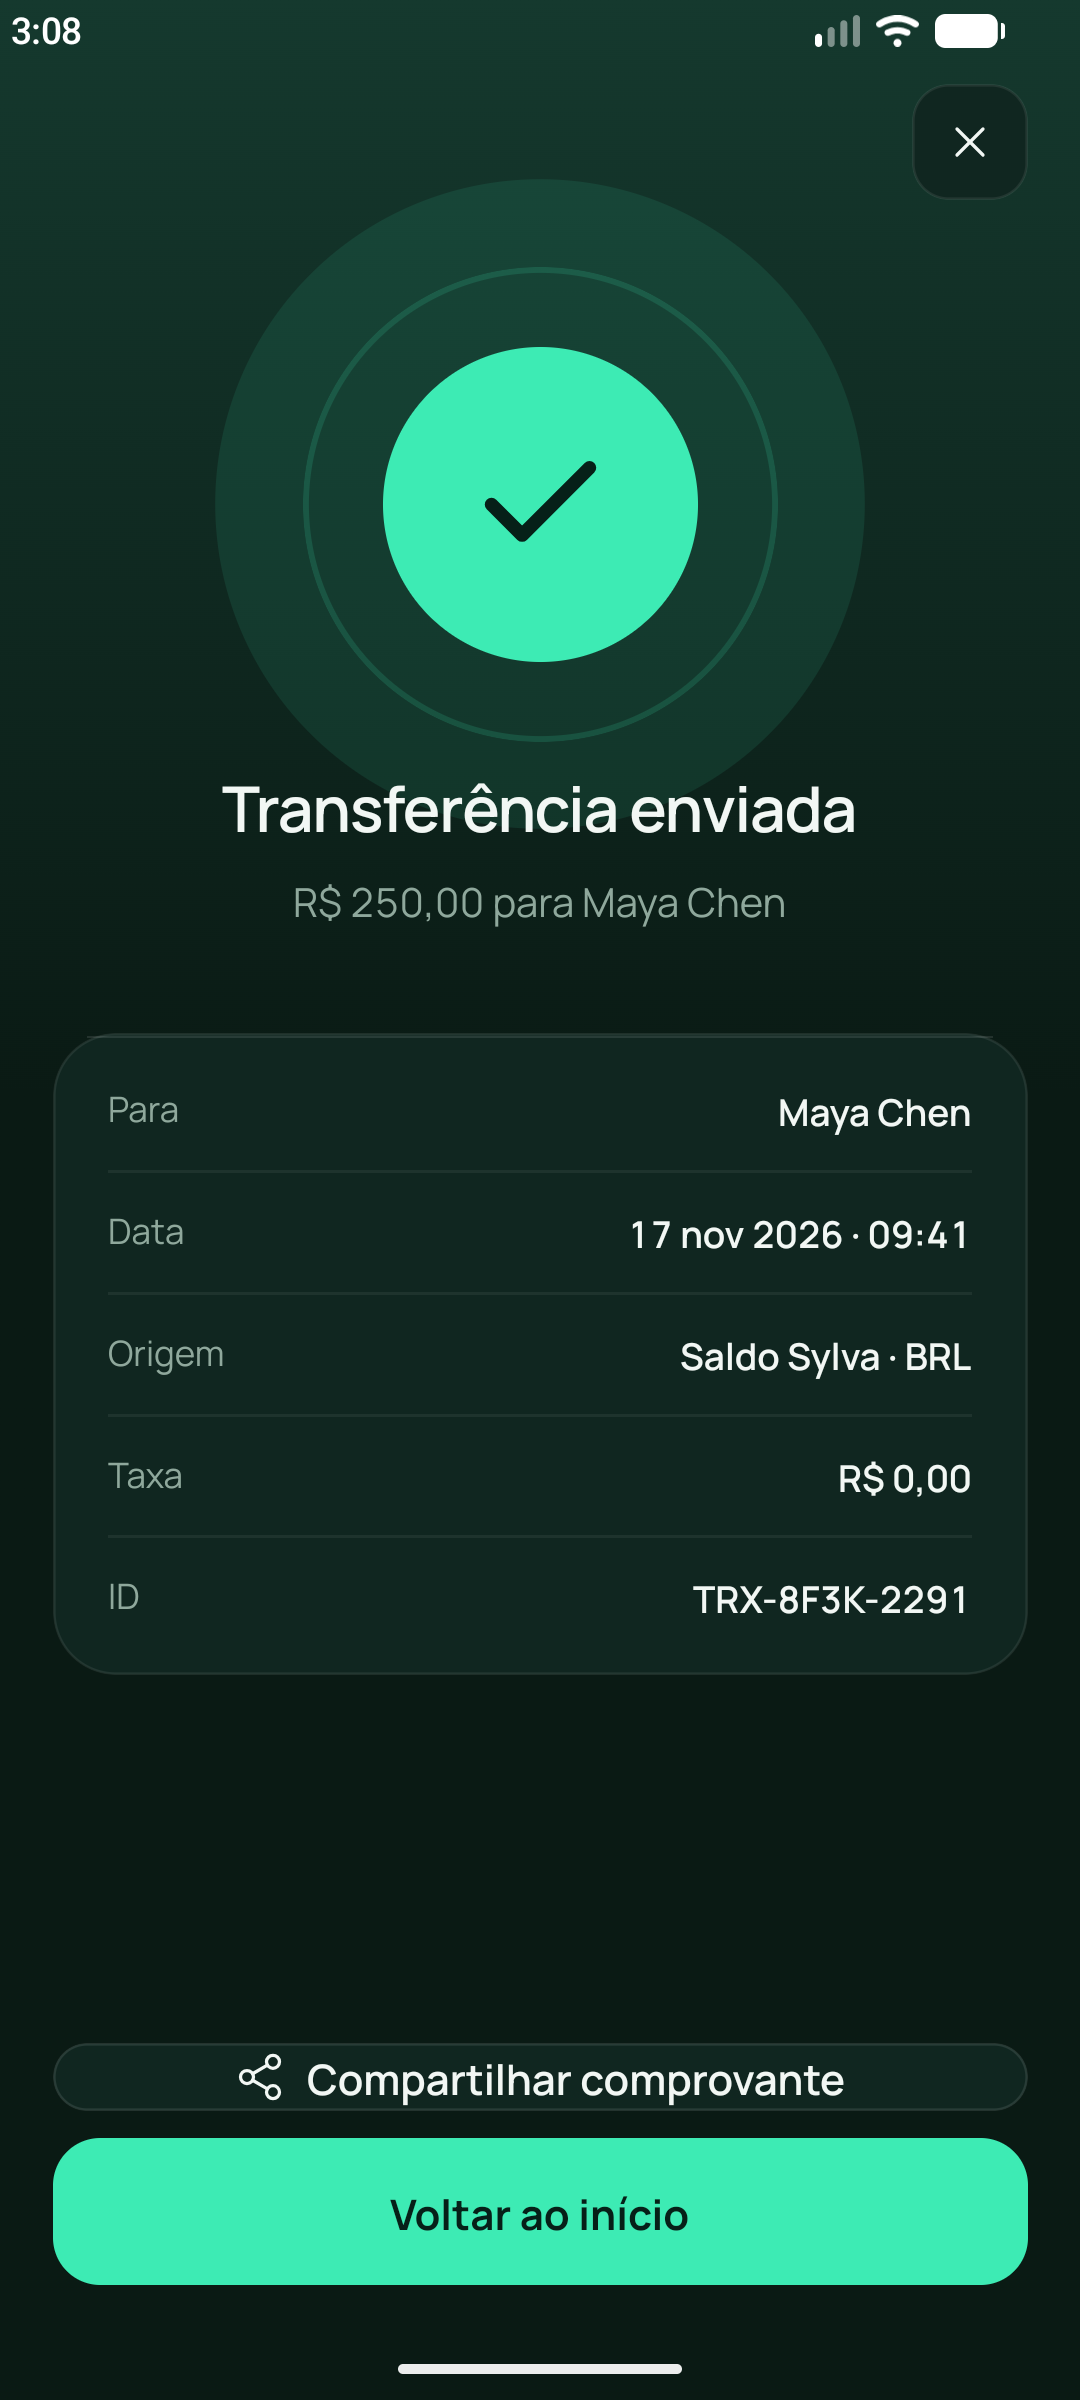 3:08
Transferência enviada
R$ 250,00 para Maya Chen
Para Maya Chen
Data 17 nov 2026 · 09:41
Origem Saldo Sylva · BRL
Taxa R$ 0,00
ID TRX-8F3K-2291
Compartilhar comprovante
Voltar ao início